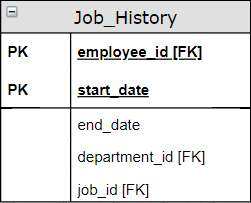 Job_History
PK employee_id [FK]
PK start_date
end_date
department_id [FK]
job_id [FK]